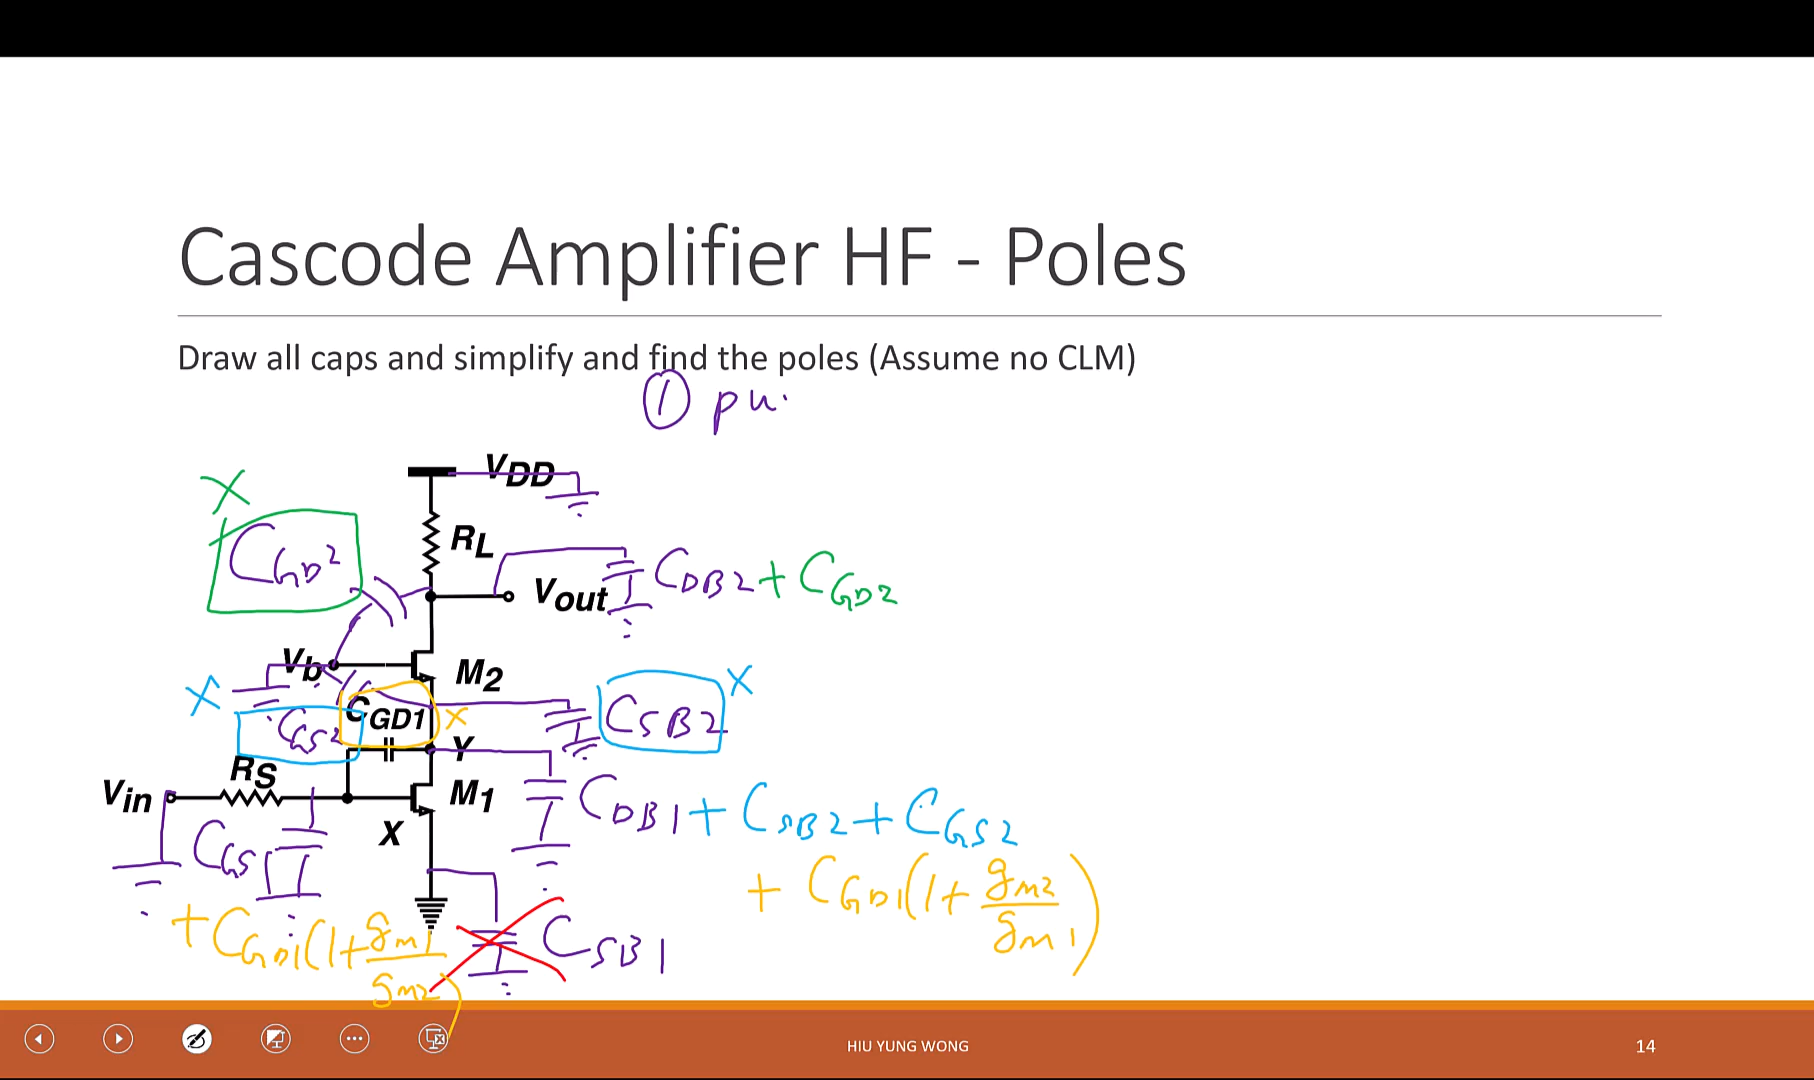 Cascode Amplifier HF - Poles
Draw all caps and simplify and find the poles (Assume no CLM)
① pu.
X
VDD
CGD2
RL
Vout
CDB2 + CGD2
Vb
M2
X
CGS2
CGD1 X
CSB2 X
Y
RS
Vin
M1
CDB1 + CSB2 + CGS2
X
CGS1
+ CGD1(1 + gm2/gm1)
+ CGD1(1 + gm1/gm2)
CSB1
HIU YUNG WONG
14